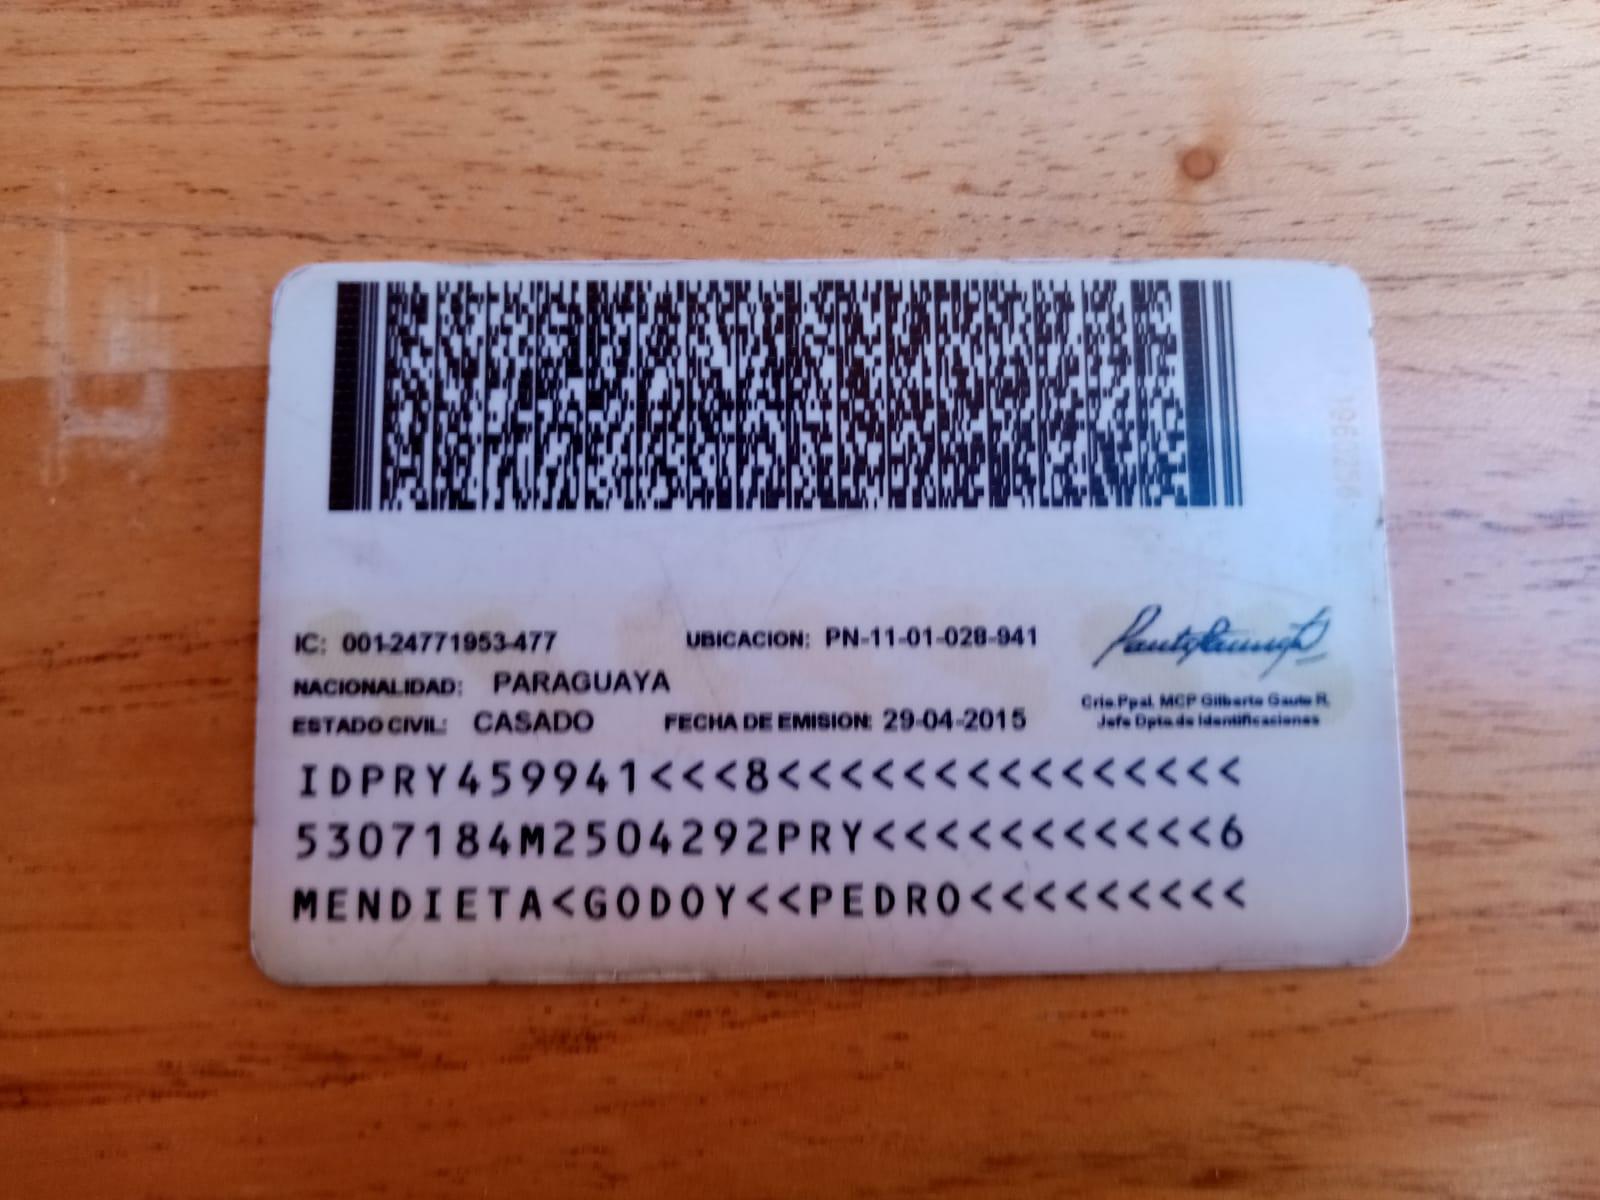 IC: 001-24771953-477 UBICACION: PN-11-01-028-941
NACIONALIDAD: PARAGUAYA
ESTADO CIVIL: CASADO FECHA DE EMISION: 29-04-2015
Crio.Ppal. MCP Gilberto Gauto R.
Jefe Dpto.de Identificaciones
IDPRY459941<<<8<<<<<<<<<<<<<<<
5307184M2504292PRY<<<<<<<<<<<6
MENDIETA<GODOY<<PEDRO<<<<<<<<<